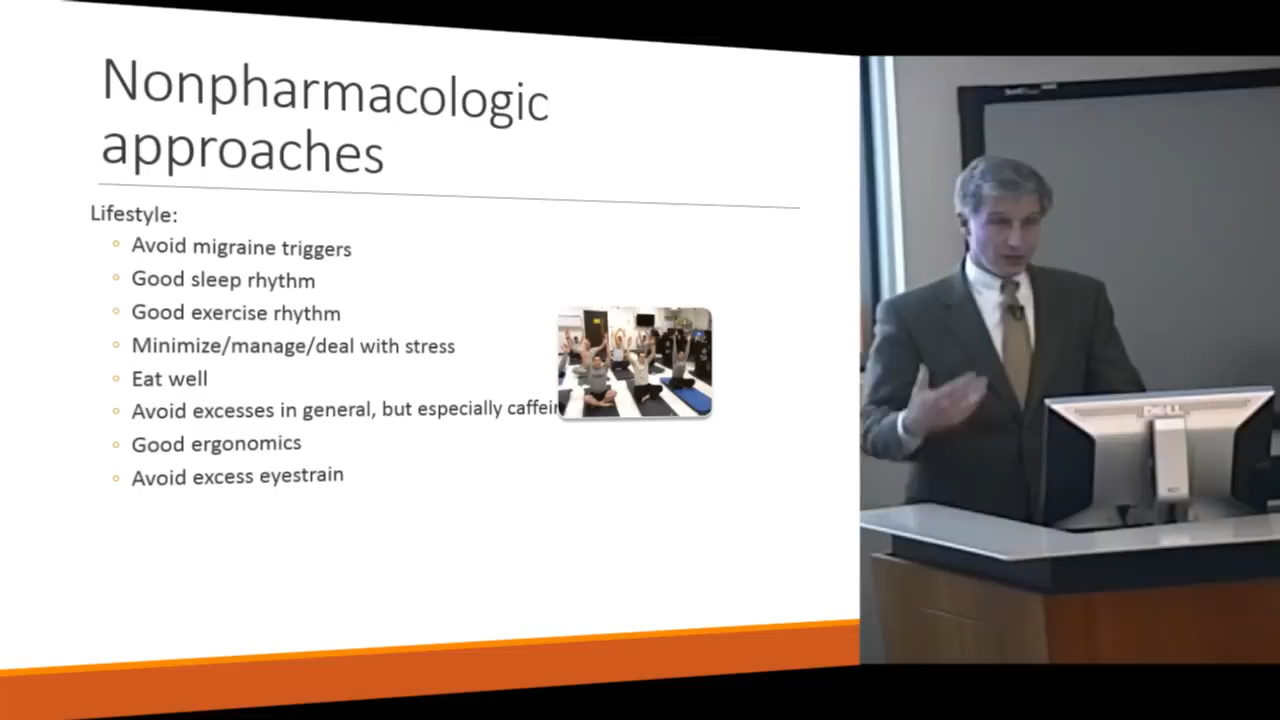 Nonpharmacologic
approaches
Lifestyle:
Avoid migraine triggers
Good sleep rhythm
Good exercise rhythm
Minimize/manage/deal with stress
Eat well
Avoid excesses in general, but especially
Good ergonomics
Avoid excess eyestrain